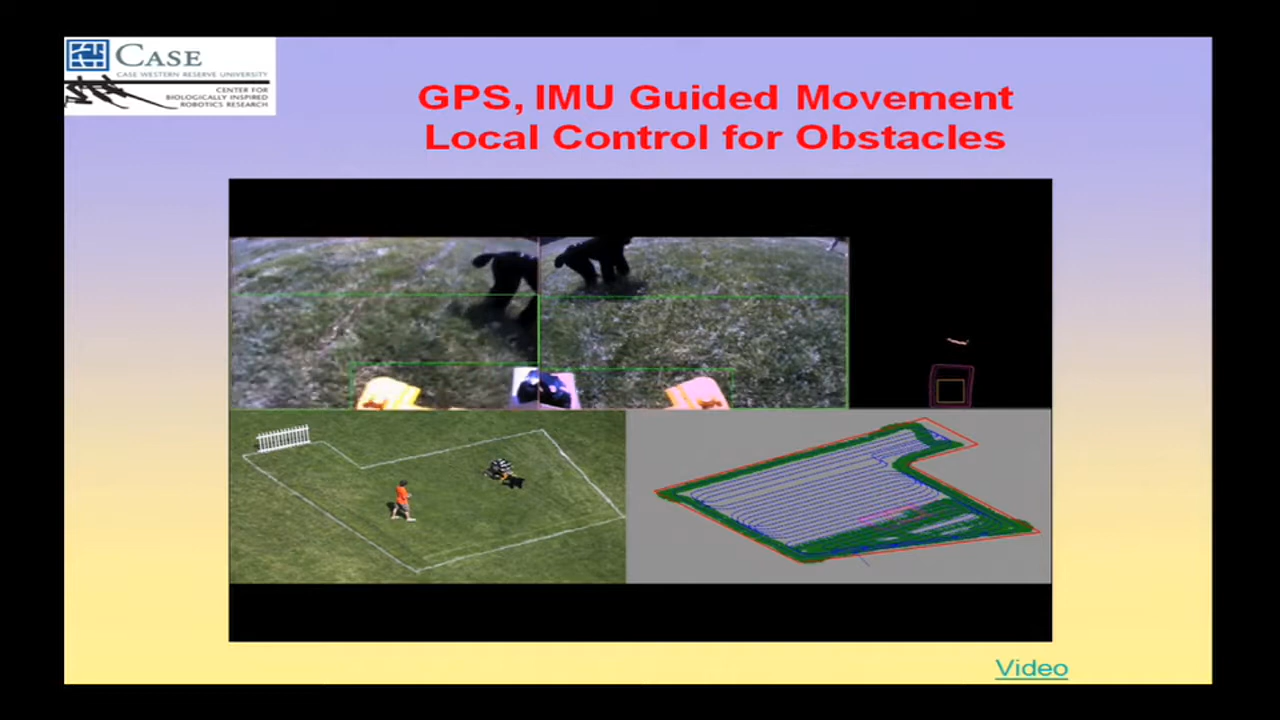 CASE
CASE WESTERN RESERVE UNIVERSITY
CENTER FOR
BIOLOGICALLY INSPIRED
ROBOTICS RESEARCH
GPS, IMU Guided Movement
Local Control for Obstacles
Video